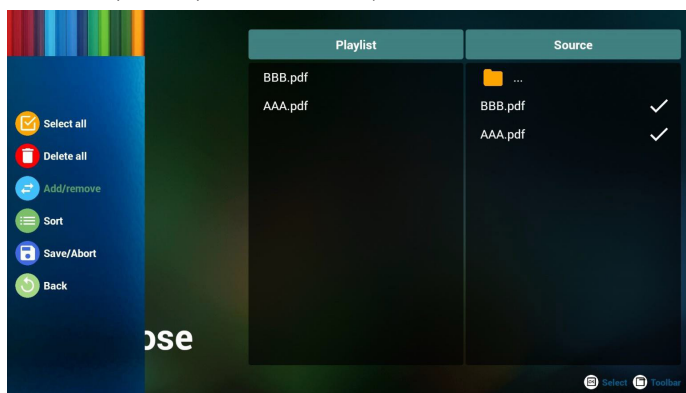 Playlist
Source
BBB.pdf
AAA.pdf
...
BBB.pdf
AAA.pdf
Select all
Delete all
Add/remove
Sort
Save/Abort
Back
ose
Select
Toolbar